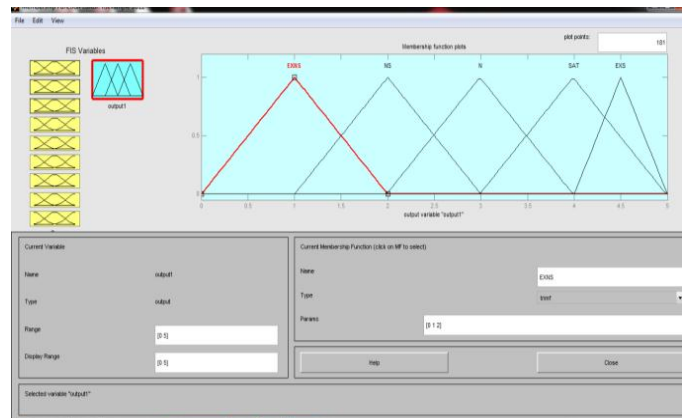 File Edit View
FIS Variables
output1
Membership function plots
plot points:
101
EXNS NS N SAT EXS
1
0.5
0
0 0.5 1 1.5 2 2.5 3 3.5 4 4.5 5
output variable "output1"
Current Variable
Name
output1
Type
output
Range
[0 5]
Display Range
[0 5]
Current Membership Function (click on MF to select)
Name
EXNS
Type
trimf
Params
[0 1 2]
Help
Close
Selected variable "output1"